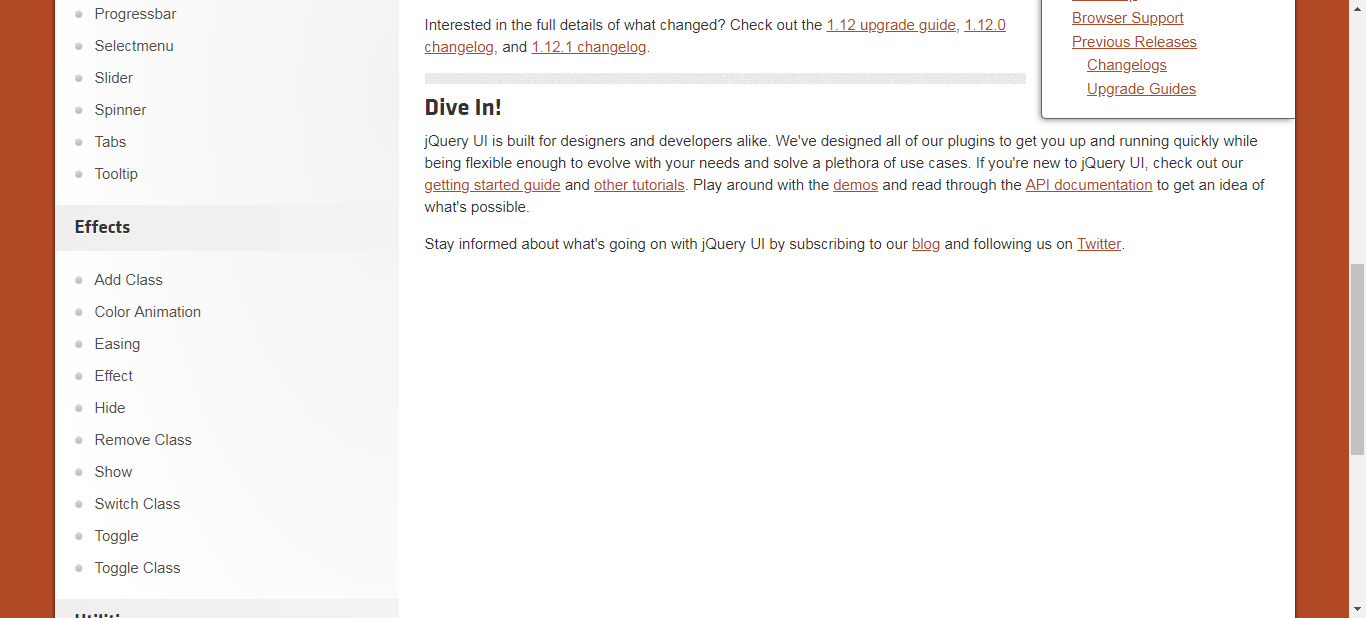 Progressbar
Selectmenu
Slider
Spinner
Tabs
Tooltip
Effects
Add Class
Color Animation
Easing
Effect
Hide
Remove Class
Show
Switch Class
Toggle
Toggle Class
Interested in the full details of what changed? Check out the 1.12 upgrade guide, 1.12.0
changelog, and 1.12.1 changelog.
Dive In!
jQuery UI is built for designers and developers alike. We've designed all of our plugins to get you up and running quickly while
being flexible enough to evolve with your needs and solve a plethora of use cases. If you're new to jQuery UI, check out our
getting started guide and other tutorials. Play around with the demos and read through the API documentation to get an idea of
what's possible.
Stay informed about what's going on with jQuery UI by subscribing to our blog and following us on Twitter.
Browser Support
Previous Releases
Changelogs
Upgrade Guides